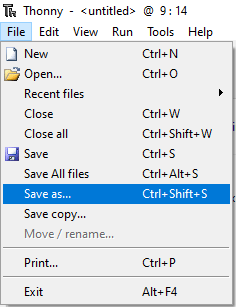 Thonny - <untitled> @ 9:14
File Edit View Run Tools Help
New Ctrl+N
Open... Ctrl+O
Recent files
Close Ctrl+W
Close all Ctrl+Shift+W
Save Ctrl+S
Save All files Ctrl+Alt+S
Save as... Ctrl+Shift+S
Save copy...
Move / rename...
Print... Ctrl+P
Exit Alt+F4